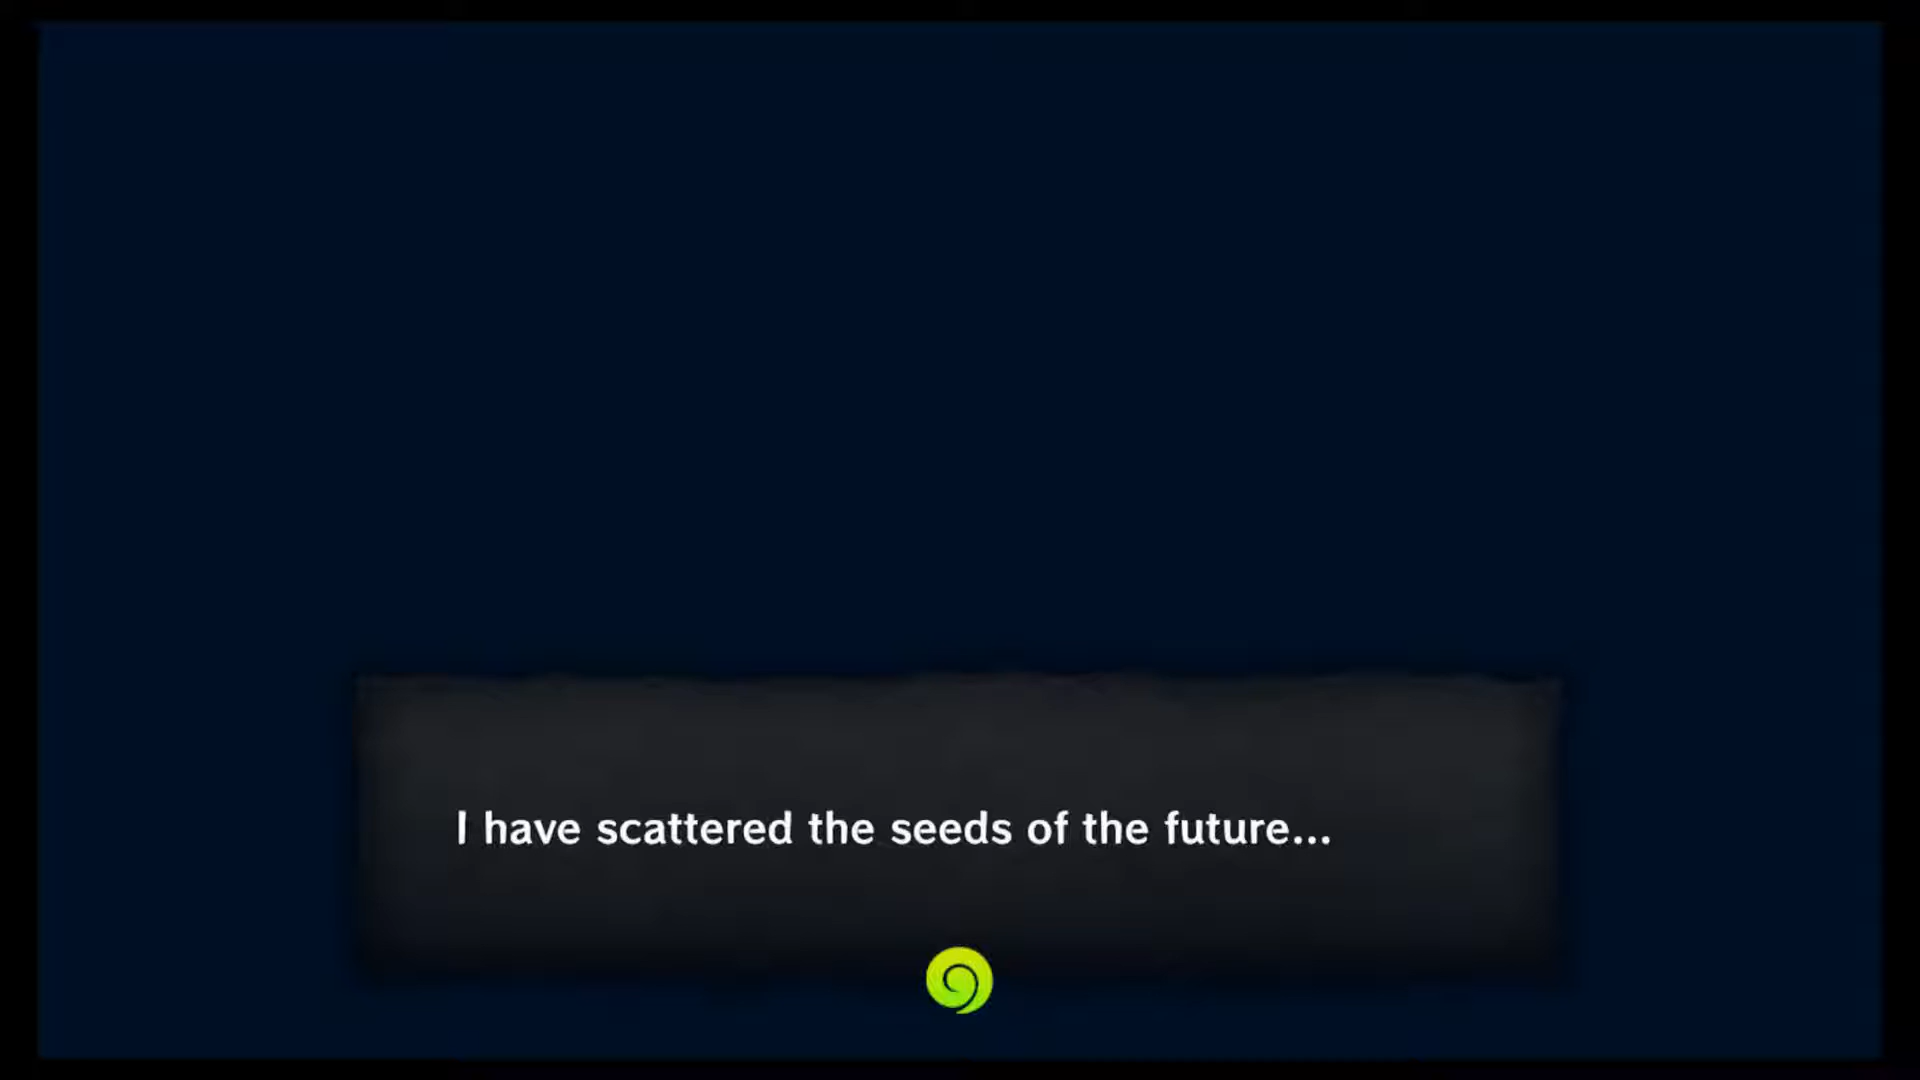 I have scattered the seeds of the future...